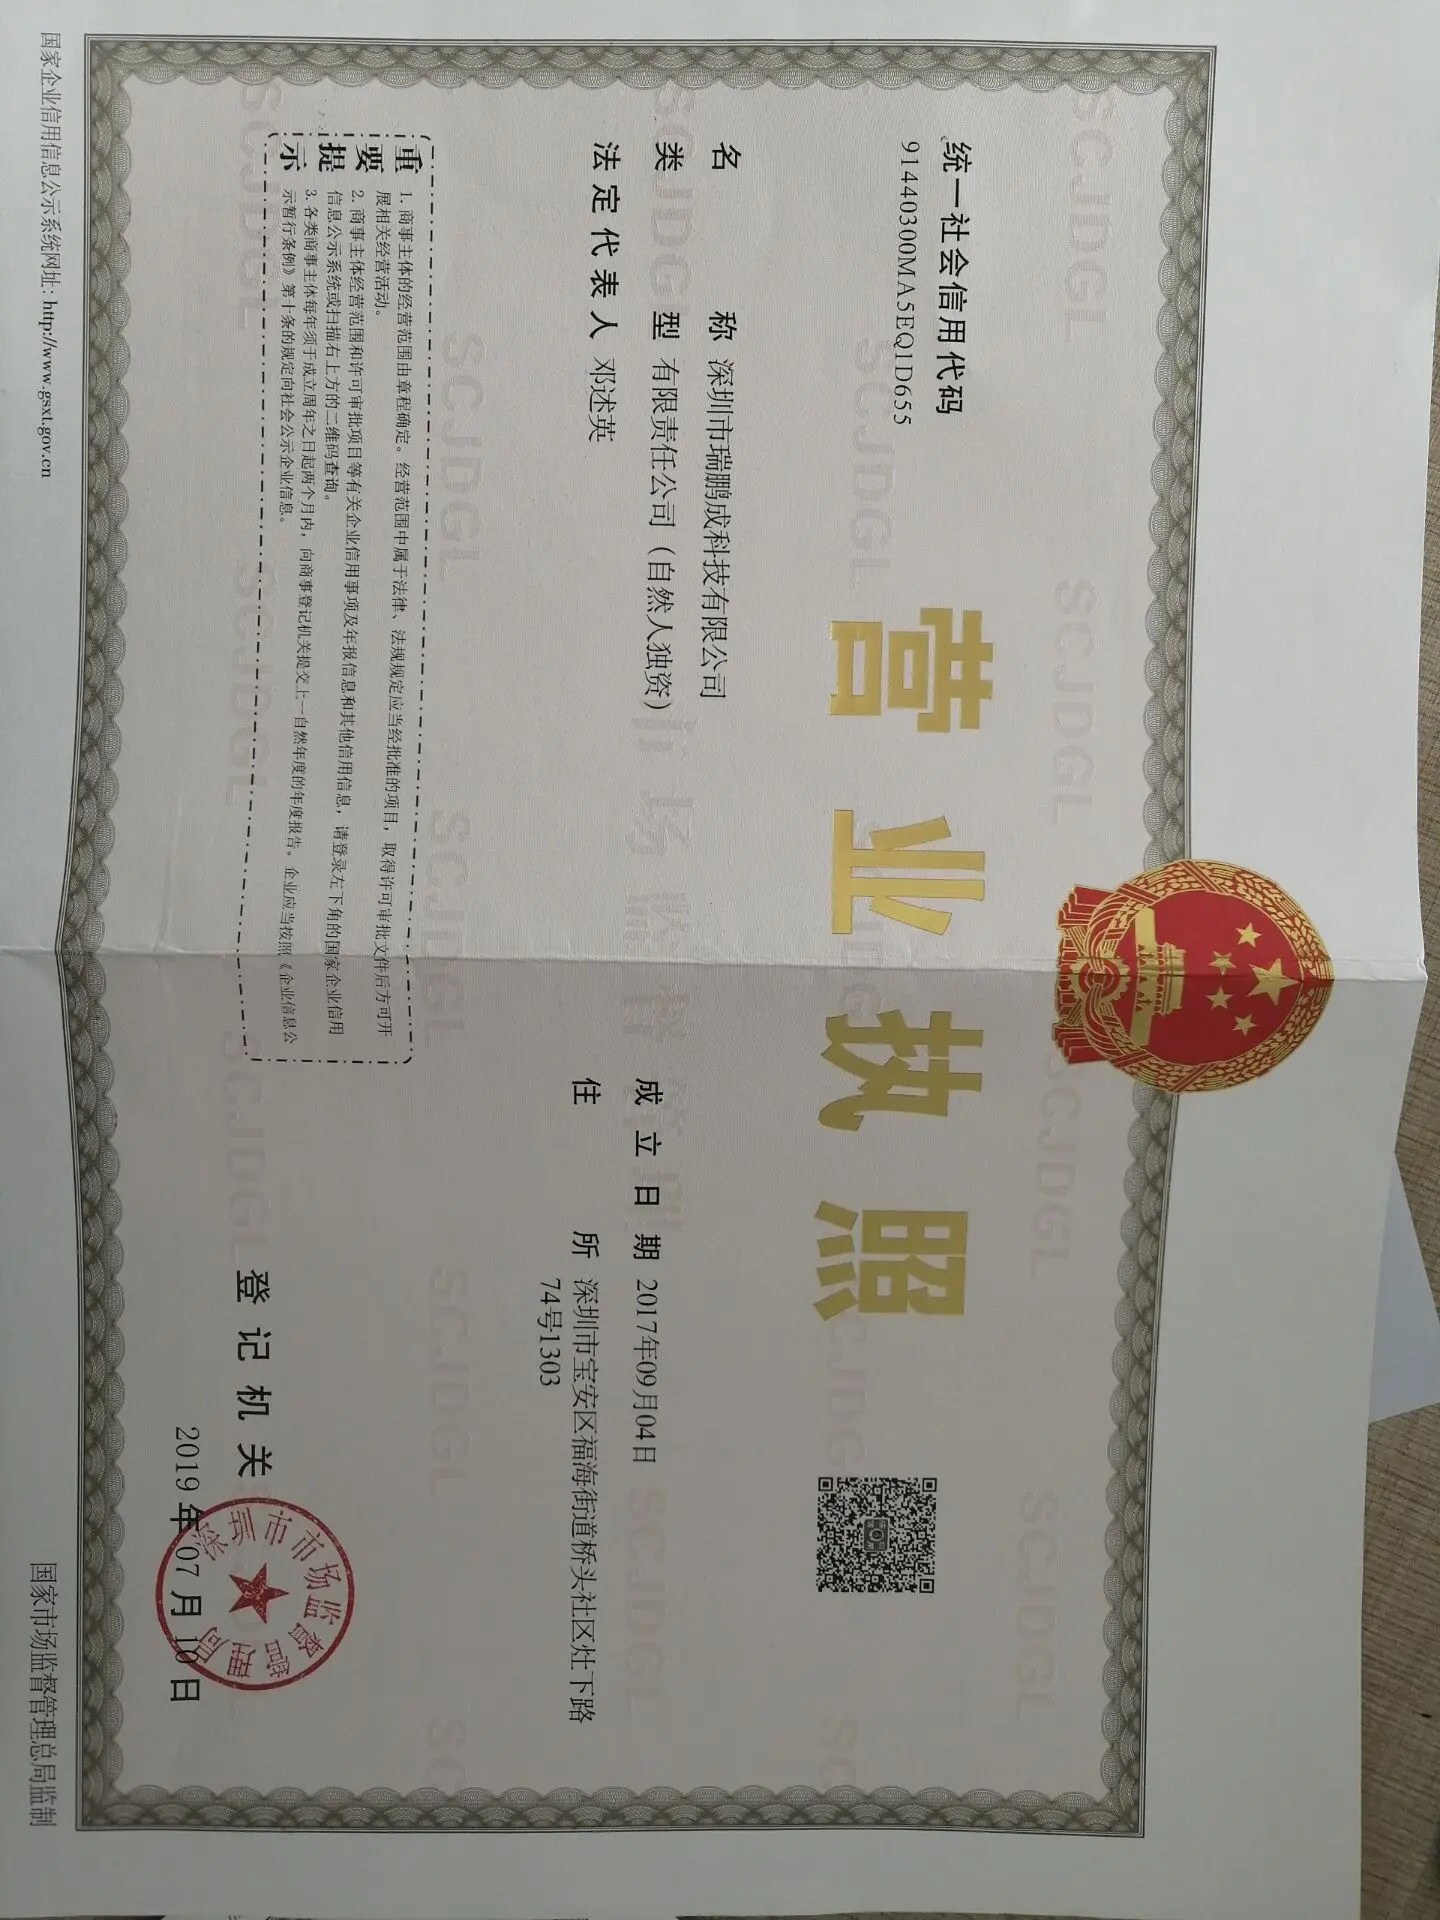 营业执照
统一社会信用代码
91440300MA5EQ1D655
名 称 深圳市瑞鹏成科技有限公司
类 型 有限责任公司（自然人独资）
法定代表人 邓述英
成立日期 2017年09月04日
住 所 深圳市宝安区福海街道桥头社区灶下路
74号1303
重要提示
1. 商事主体的经营范围由章程确定。经营范围中属于法律、法规规定应当经批准的项目，取得许可审批文件后方可开
展相关经营活动。
2. 商事主体经营范围和许可审批项目等有关企业信用事项及年报信息和其他信用信息，请登录左下角的国家企业信用
信息公示系统或扫描右上方的二维码查询。
3. 各类商事主体每年须于成立周年之日起两个月内，向商事登记机关提交上一自然年度的年度报告。企业应当按照《企业信息公
示暂行条例》第十条的规定向社会公示企业信息。
登记机关
深圳市市场监督管理局
2019年07月10日
国家企业信用信息公示系统网址：http://www.gsxt.gov.cn
国家市场监督管理总局监制